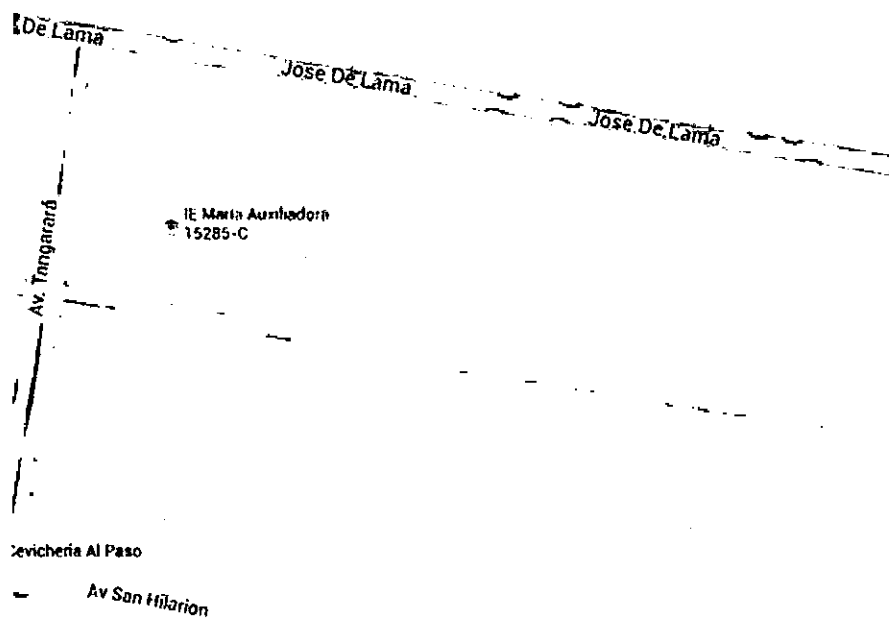 De Lama
Jose De Lama
Jose De Lama
IE Maria Auxiliadora
15285-C
Av. Tangarará
Cevicheria Al Paso
Av San Hilarion